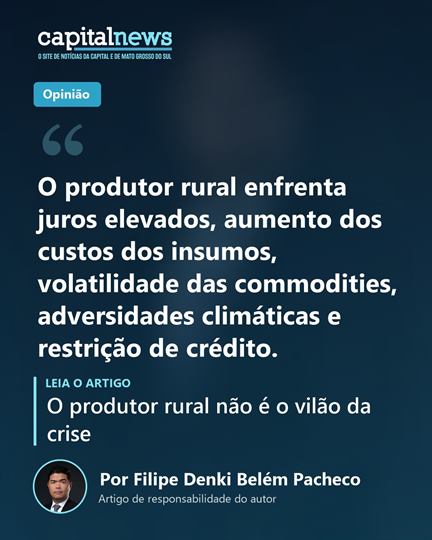 capitalnews
O SITE DE NOTÍCIAS DA CAPITAL E DE MATO GROSSO DO SUL
Opinião
“
O produtor rural enfrenta
juros elevados, aumento dos
custos dos insumos,
volatilidade das commodities,
adversidades climáticas e
restrição de crédito.
LEIA O ARTIGO
O produtor rural não é o vilão da
crise
Por Filipe Denki Belém Pacheco
Artigo de responsabilidade do autor